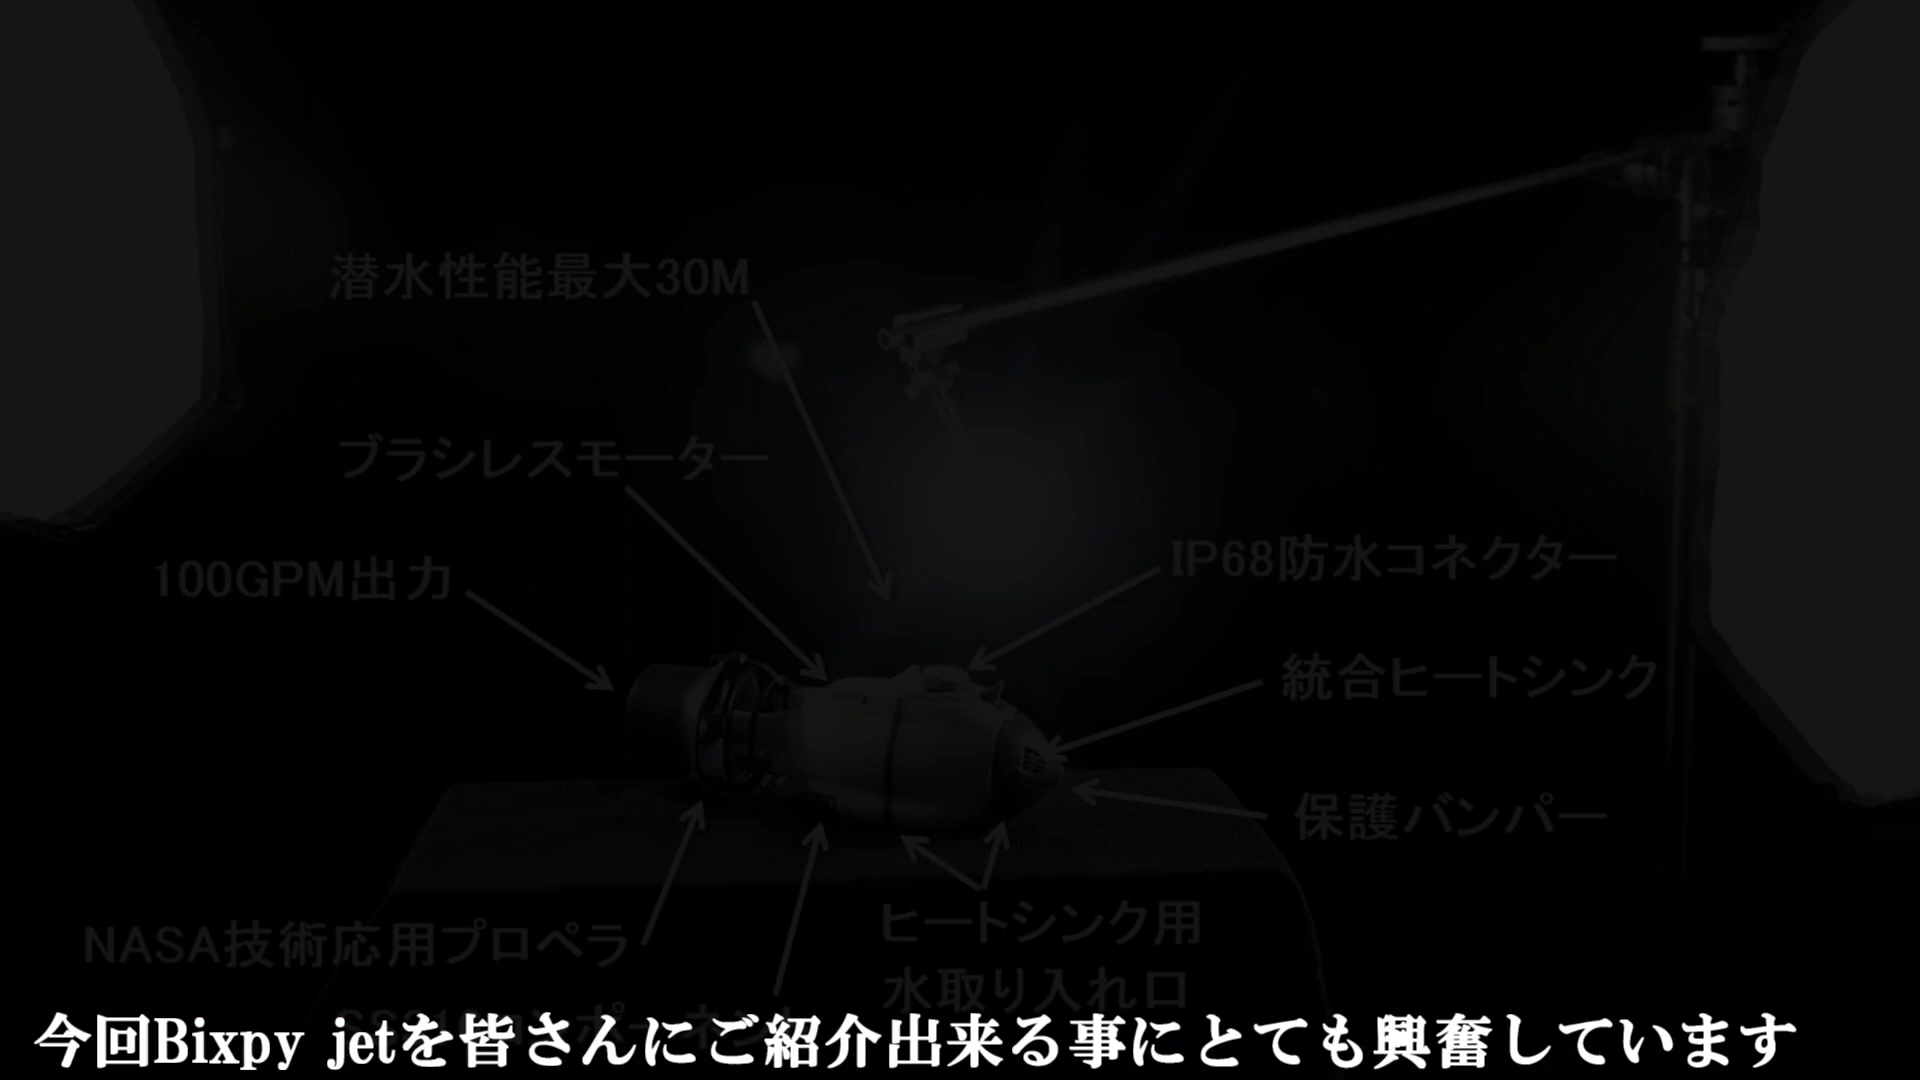 潜水性能最大30M
ブラシレスモーター
100GPM出力
IP68防水コネクター
統合ヒートシンク
保護バンパー
NASA技術応用プロペラ
ヒートシンク用
水取り入れ口
今回Bixpy jetを皆さんにご紹介出来る事にとても興奮しています